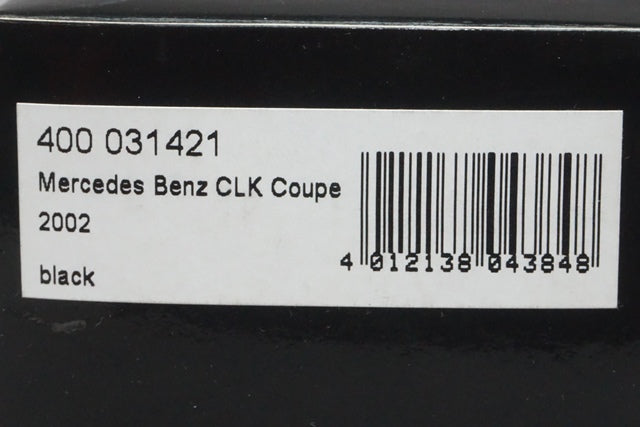 400 031421
Mercedes Benz CLK Coupe
2002
black
4 012138 043848